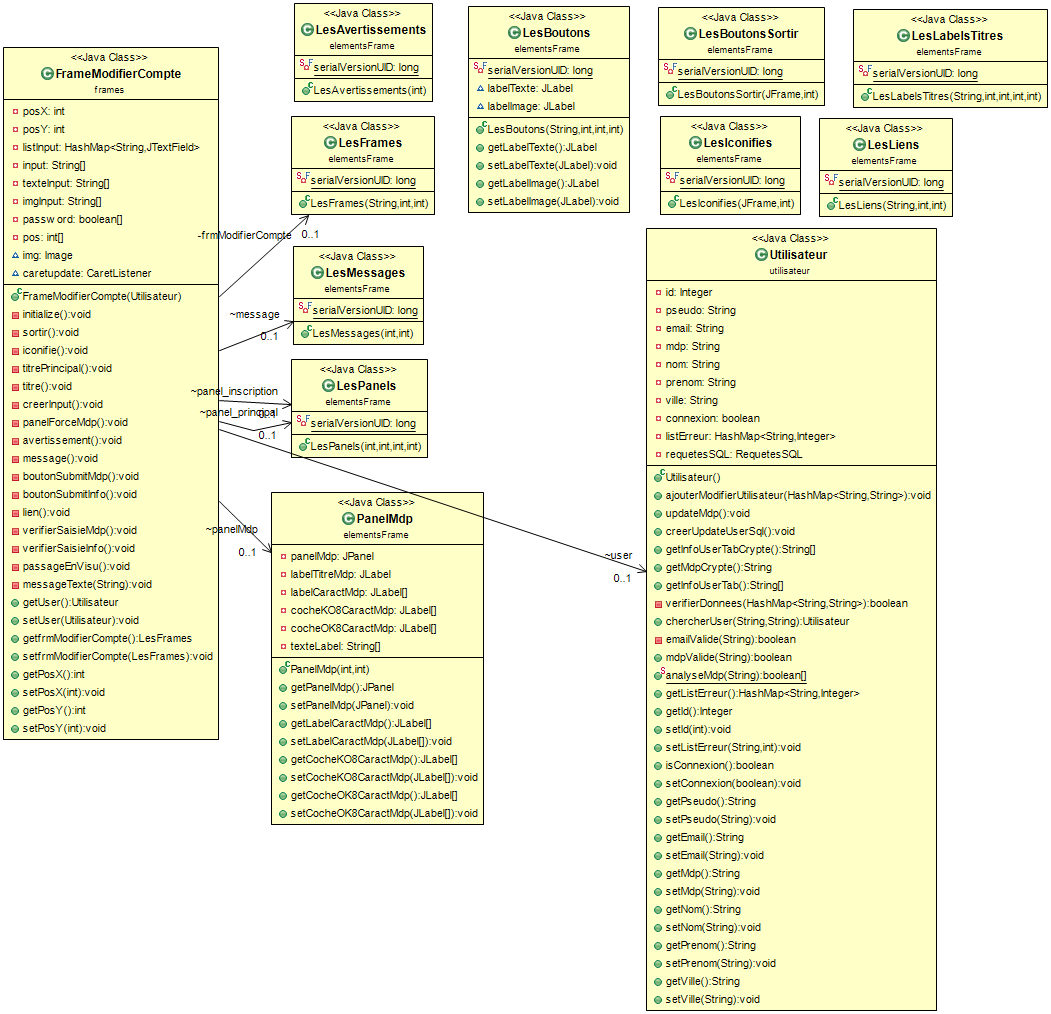 <<Java Class>>
FrameModifierCompte
frames
posX: int
posY: int
listInput: HashMap<String,JTextField>
input: String[]
texteInput: String[]
imgInput: String[]
password: boolean[]
pos: int[]
img: Image
caretupdate: CaretListener
FrameModifierCompte(Utilisateur)
initialize():void
sortir():void
iconifie():void
titrePrincipal():void
titre():void
creerInput():void
panelForceMdp():void
avertissement():void
message():void
boutonSubmitMdp():void
boutonSubmitInfo():void
lien():void
verifierSaisieMdp():void
verifierSaisieInfo():void
passageEnVisu():void
messageTexte(String):void
getUser():Utilisateur
setUser(Utilisateur):void
getfrmModifierCompte():LesFrames
setfrmModifierCompte(LesFrames):void
getPosX():int
setPosX(int):void
getPosY():int
setPosY(int):void
<<Java Class>>
LesAvertissements
elementsFrame
serialVersionUID: long
LesAvertissements(int)
<<Java Class>>
LesBoutons
elementsFrame
serialVersionUID: long
labelTexte: JLabel
labelImage: JLabel
LesBoutons(String,int,int,int)
getLabelTexte():JLabel
setLabelTexte(JLabel):void
getLabelImage():JLabel
setLabelImage(JLabel):void
<<Java Class>>
LesBoutonsSortir
elementsFrame
serialVersionUID: long
LesBoutonsSortir(JFrame,int)
<<Java Class>>
LesLabelsTitres
elementsFrame
serialVersionUID: long
LesLabelsTitres(String,int,int,int,int)
<<Java Class>>
LesFrames
elementsFrame
serialVersionUID: long
LesFrames(String,int,int)
<<Java Class>>
LesIconifies
elementsFrame
serialVersionUID: long
LesIconifies(JFrame,int)
<<Java Class>>
LesLiens
elementsFrame
serialVersionUID: long
LesLiens(String,int,int)
-frmModifierCompte
0..1
<<Java Class>>
LesMessages
elementsFrame
serialVersionUID: long
LesMessages(int,int)
~message
0..1
<<Java Class>>
LesPanels
elementsFrame
serialVersionUID: long
LesPanels(int,int,int,int)
~panel_inscription
0..1
~panel_principal
0..1
<<Java Class>>
PanelMdp
elementsFrame
panelMdp: JPanel
labelTitreMdp: JLabel
labelCaractMdp: JLabel[]
cocheKO8CaractMdp: JLabel[]
cocheOK8CaractMdp: JLabel[]
texteLabel: String[]
PanelMdp(int,int)
getPanelMdp():JPanel
setPanelMdp(JPanel):void
getLabelCaractMdp():JLabel[]
setLabelCaractMdp(JLabel[]):void
getCocheKO8CaractMdp():JLabel[]
setCocheKO8CaractMdp(JLabel[]):void
getCocheOK8CaractMdp():JLabel[]
setCocheOK8CaractMdp(JLabel[]):void
~panelMdp
0..1
~user
0..1
<<Java Class>>
Utilisateur
utilisateur
id: Integer
pseudo: String
email: String
mdp: String
nom: String
prenom: String
ville: String
connexion: boolean
listErreur: HashMap<String,Integer>
requetesSQL: RequetesSQL
Utilisateur()
ajouterModifierUtilisateur(HashMap<String,String>):void
updateMdp():void
creerUpdateUserSql():void
getInfoUserTabCrypte():String[]
getMdpCrypte():String
getInfoUserTab():String[]
verifierDonnees(HashMap<String,String>):boolean
chercherUser(String,String):Utilisateur
emailValide(String):boolean
mdpValide(String):boolean
analyseMdp(String):boolean[]
getListErreur():HashMap<String,Integer>
getId():Integer
setId(int):void
setListErreur(String,int):void
isConnexion():boolean
setConnexion(boolean):void
getPseudo():String
setPseudo(String):void
getEmail():String
setEmail(String):void
getMdp():String
setMdp(String):void
getNom():String
setNom(String):void
getPrenom():String
setPrenom(String):void
getVille():String
setVille(String):void